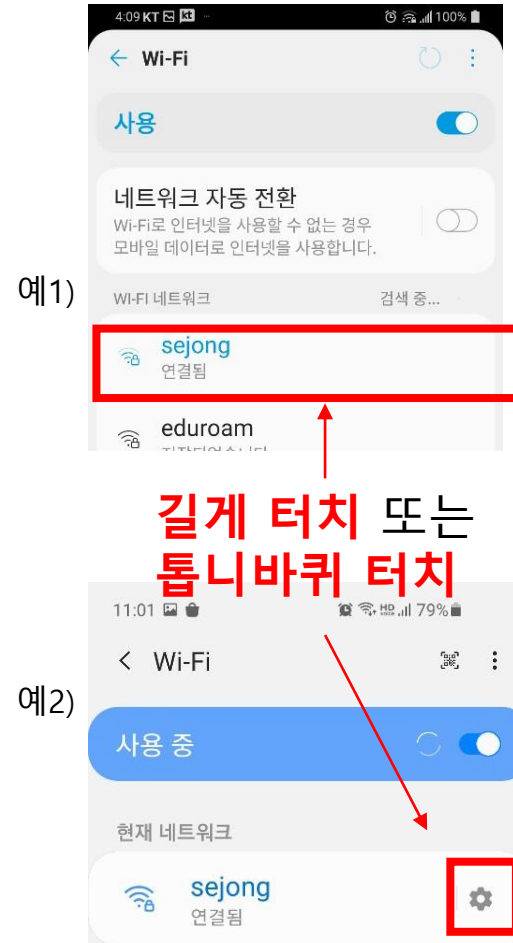 4:09 KT kt 100%
Wi-Fi
사용
네트워크 자동 전환
Wi-Fi로 인터넷을 사용할 수 없는 경우
모바일 데이터로 인터넷을 사용합니다.
예1)
WI-FI 네트워크 검색 중...
sejong
연결됨
eduroam
길게 터치 또는
톱니바퀴 터치
11:01 HD 79%
Wi-Fi
예2)
사용 중
현재 네트워크
sejong
연결됨